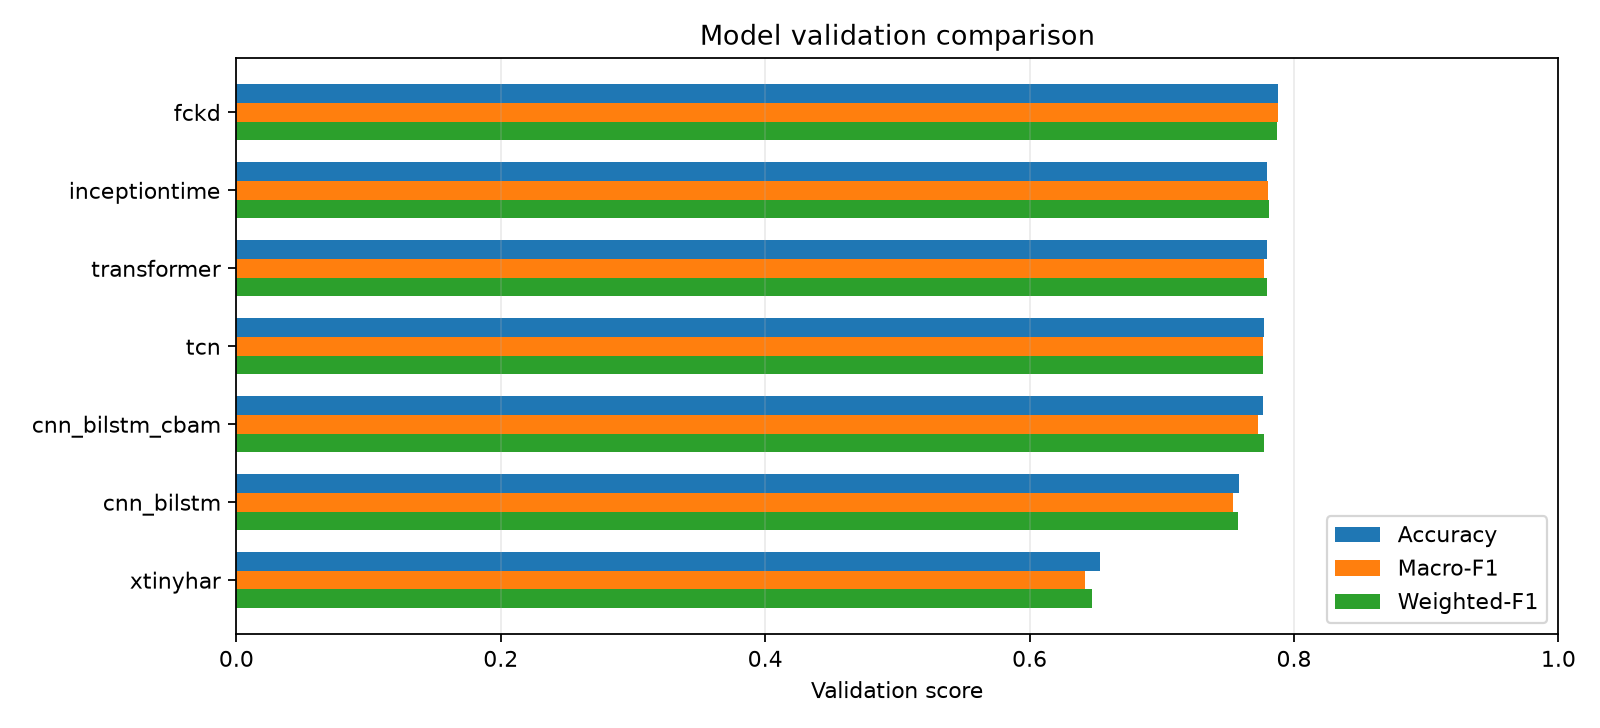 Model validation comparison
fckd
inceptiontime
transformer
tcn
cnn_bilstm_cbam
cnn_bilstm
xtinyhar
Accuracy
Macro-F1
Weighted-F1
0.0 0.2 0.4 0.6 0.8 1.0
Validation score